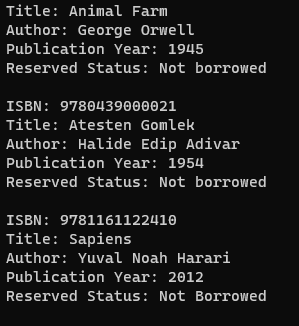 Title: Animal Farm
Author: George Orwell
Publication Year: 1945
Reserved Status: Not borrowed
ISBN: 9780439000021
Title: Atesten Gomlek
Author: Halide Edip Adivar
Publication Year: 1954
Reserved Status: Not borrowed
ISBN: 9781161122410
Title: Sapiens
Author: Yuval Noah Harari
Publication Year: 2012
Reserved Status: Not Borrowed